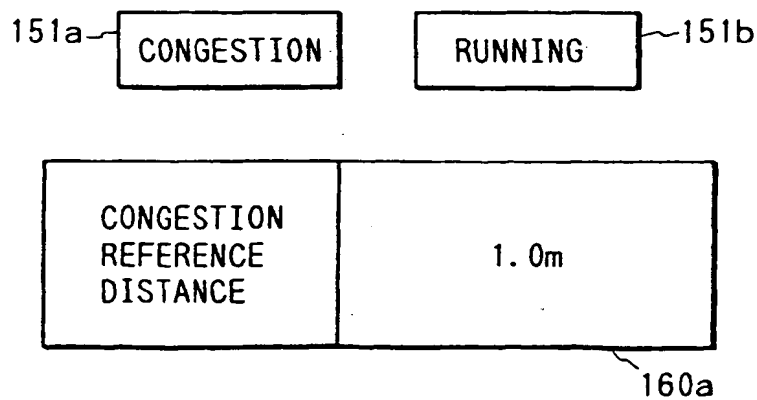 151a
CONGESTION
RUNNING
151b
CONGESTION
REFERENCE
DISTANCE
1.0m
160a